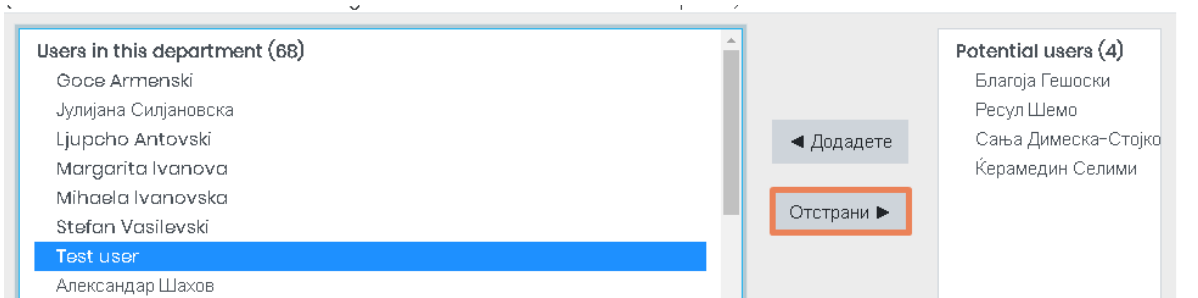 Users in this department (68)
Goce Armenski
Јулијана Силјановска
Ljupcho Antovski
Margarita Ivanova
Mihaela Ivanovska
Stefan Vasilevski
Test user
Александар Шахов
◄ Додадете
Отстрани ►
Potential users (4)
Благоја Гешоски
Ресул Шемо
Сања Димеска-Стојко
Ќерамедин Селими